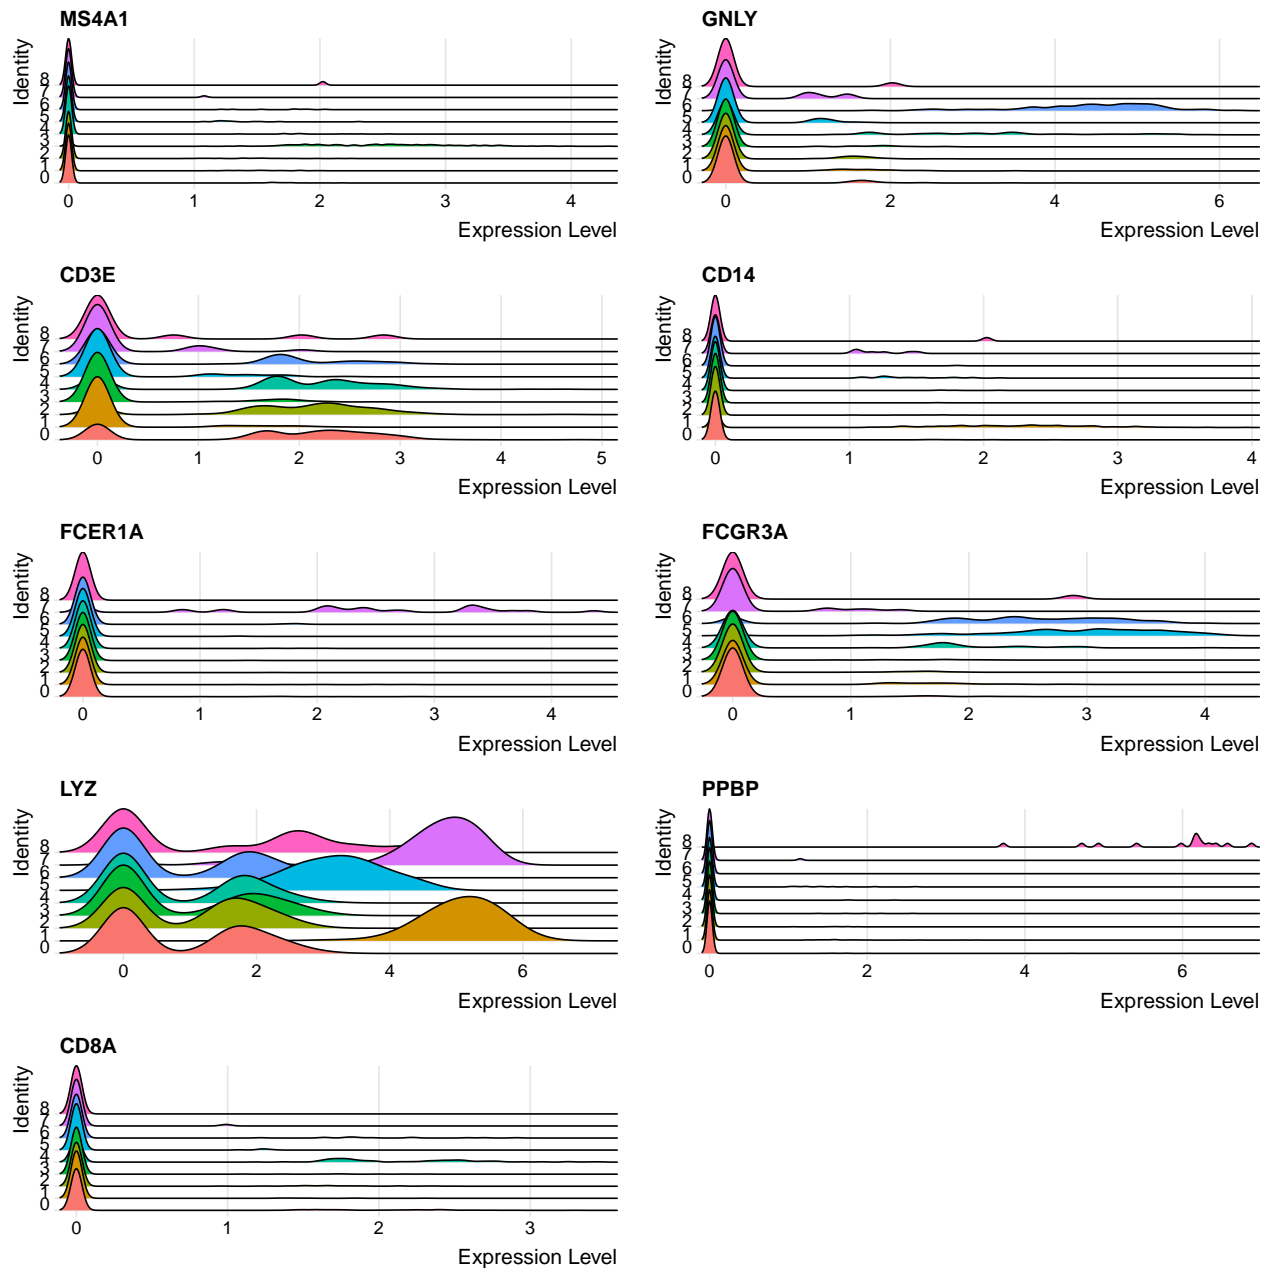 MS4A1
Identity
8
7
6
5
4
3
2
1
0
0 1 2 3 4
Expression Level
GNLY
Identity
8
7
6
5
4
3
2
1
0
0 2 4 6
Expression Level
CD3E
Identity
8
7
6
5
4
3
2
1
0
0 1 2 3 4 5
Expression Level
CD14
Identity
8
7
6
5
4
3
2
1
0
0 1 2 3 4
Expression Level
FCER1A
Identity
8
7
6
5
4
3
2
1
0
0 1 2 3 4
Expression Level
FCGR3A
Identity
8
7
6
5
4
3
2
1
0
0 1 2 3 4
Expression Level
LYZ
Identity
8
7
6
5
4
3
2
1
0
0 2 4 6
Expression Level
PPBP
Identity
8
7
6
5
4
3
2
1
0
0 2 4 6
Expression Level
CD8A
Identity
8
7
6
5
4
3
2
1
0
0 1 2 3
Expression Level